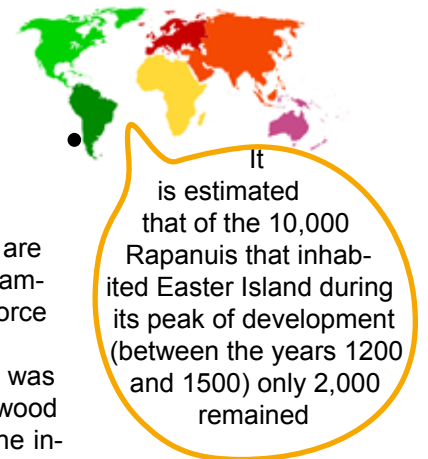 It
is estimated
that of the 10,000
Rapanuis that inhab-
ited Easter Island during
its peak of development
(between the years 1200
and 1500) only 2,000
remained
are
am-
orce
was
wood
ne in-